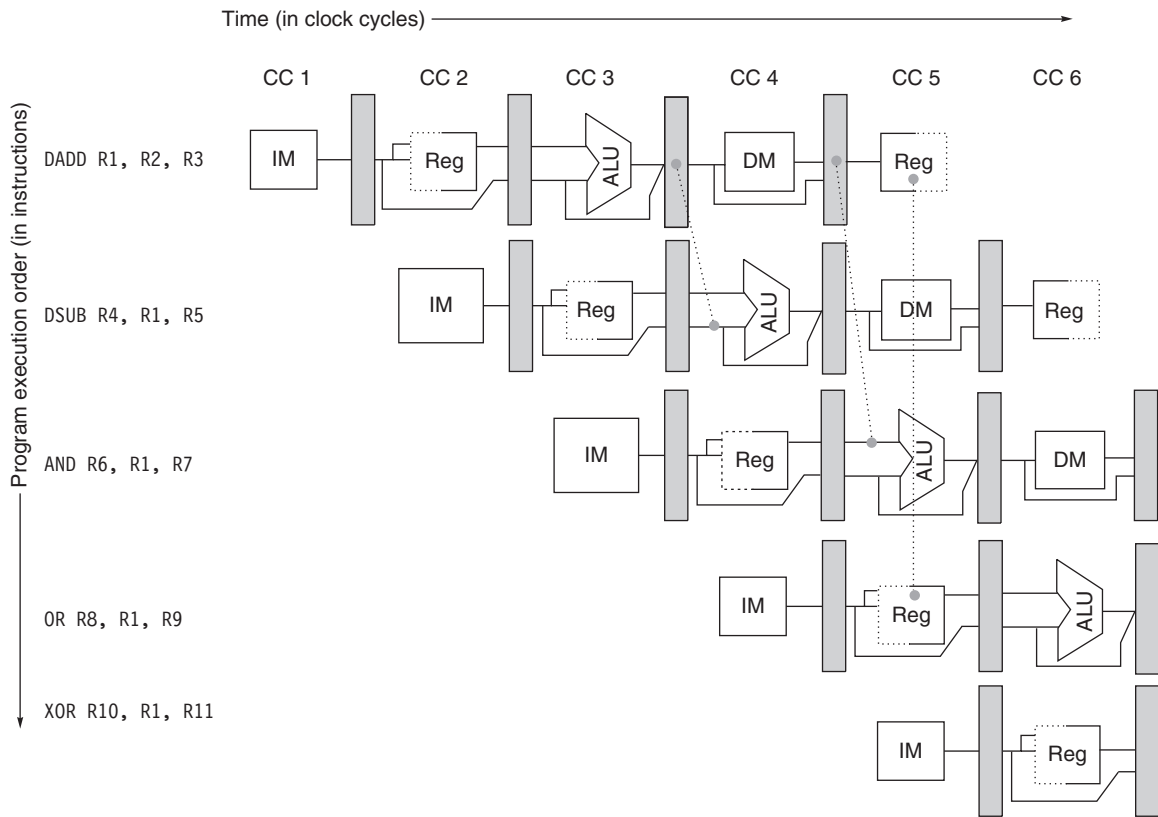 Time (in clock cycles)
CC 1 CC 2 CC 3 CC 4 CC 5 CC 6
Program execution order (in instructions)
DADD R1, R2, R3
IM Reg ALU DM Reg
DSUB R4, R1, R5
IM Reg ALU DM Reg
AND R6, R1, R7
IM Reg ALU DM
OR R8, R1, R9
IM Reg ALU
XOR R10, R1, R11
IM Reg